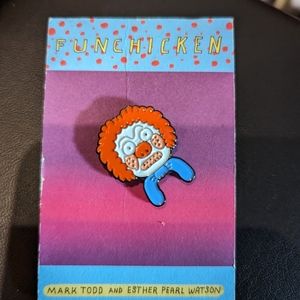 FUNCHICKEN
MARK TODD AND ESTHER PEARL WATSON